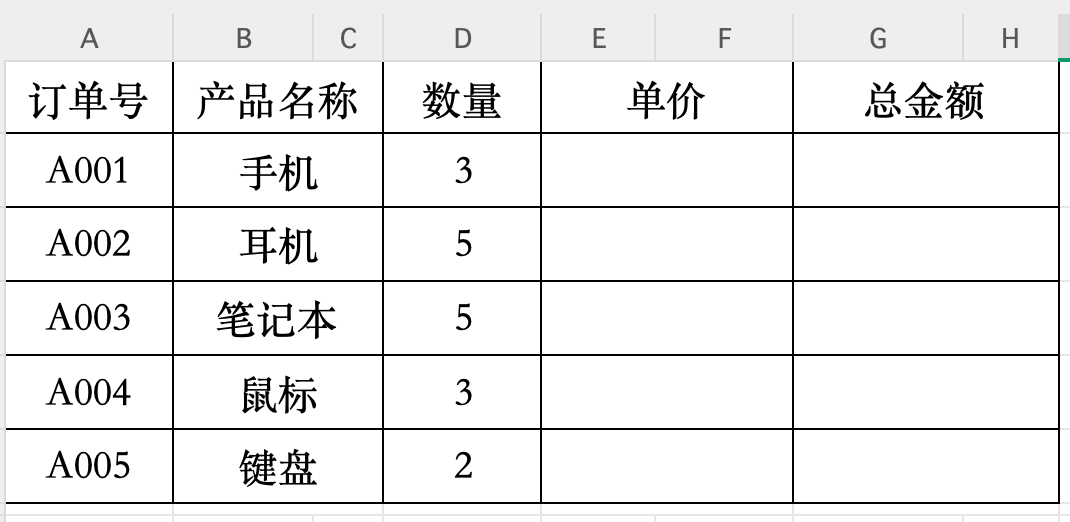 A B C D E F G H
订单号 产品名称 数量 单价 总金额
A001 手机 3
A002 耳机 5
A003 笔记本 5
A004 鼠标 3
A005 键盘 2